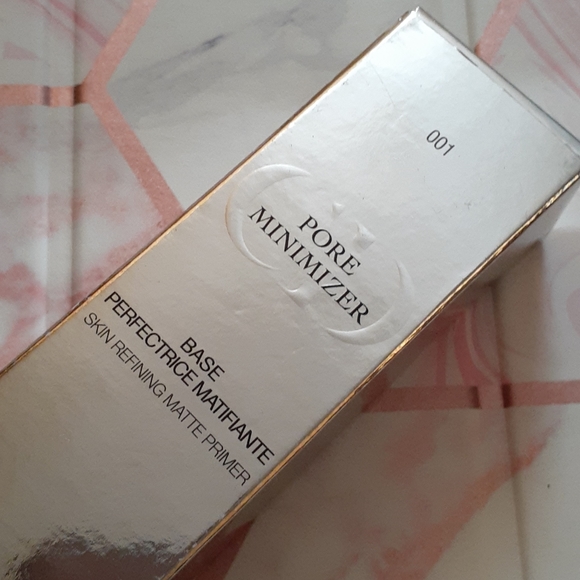 001
PORE
MINIMIZER
BASE
PERFECTRICE MATIFIANTE
SKIN REFINING MATTE PRIMER